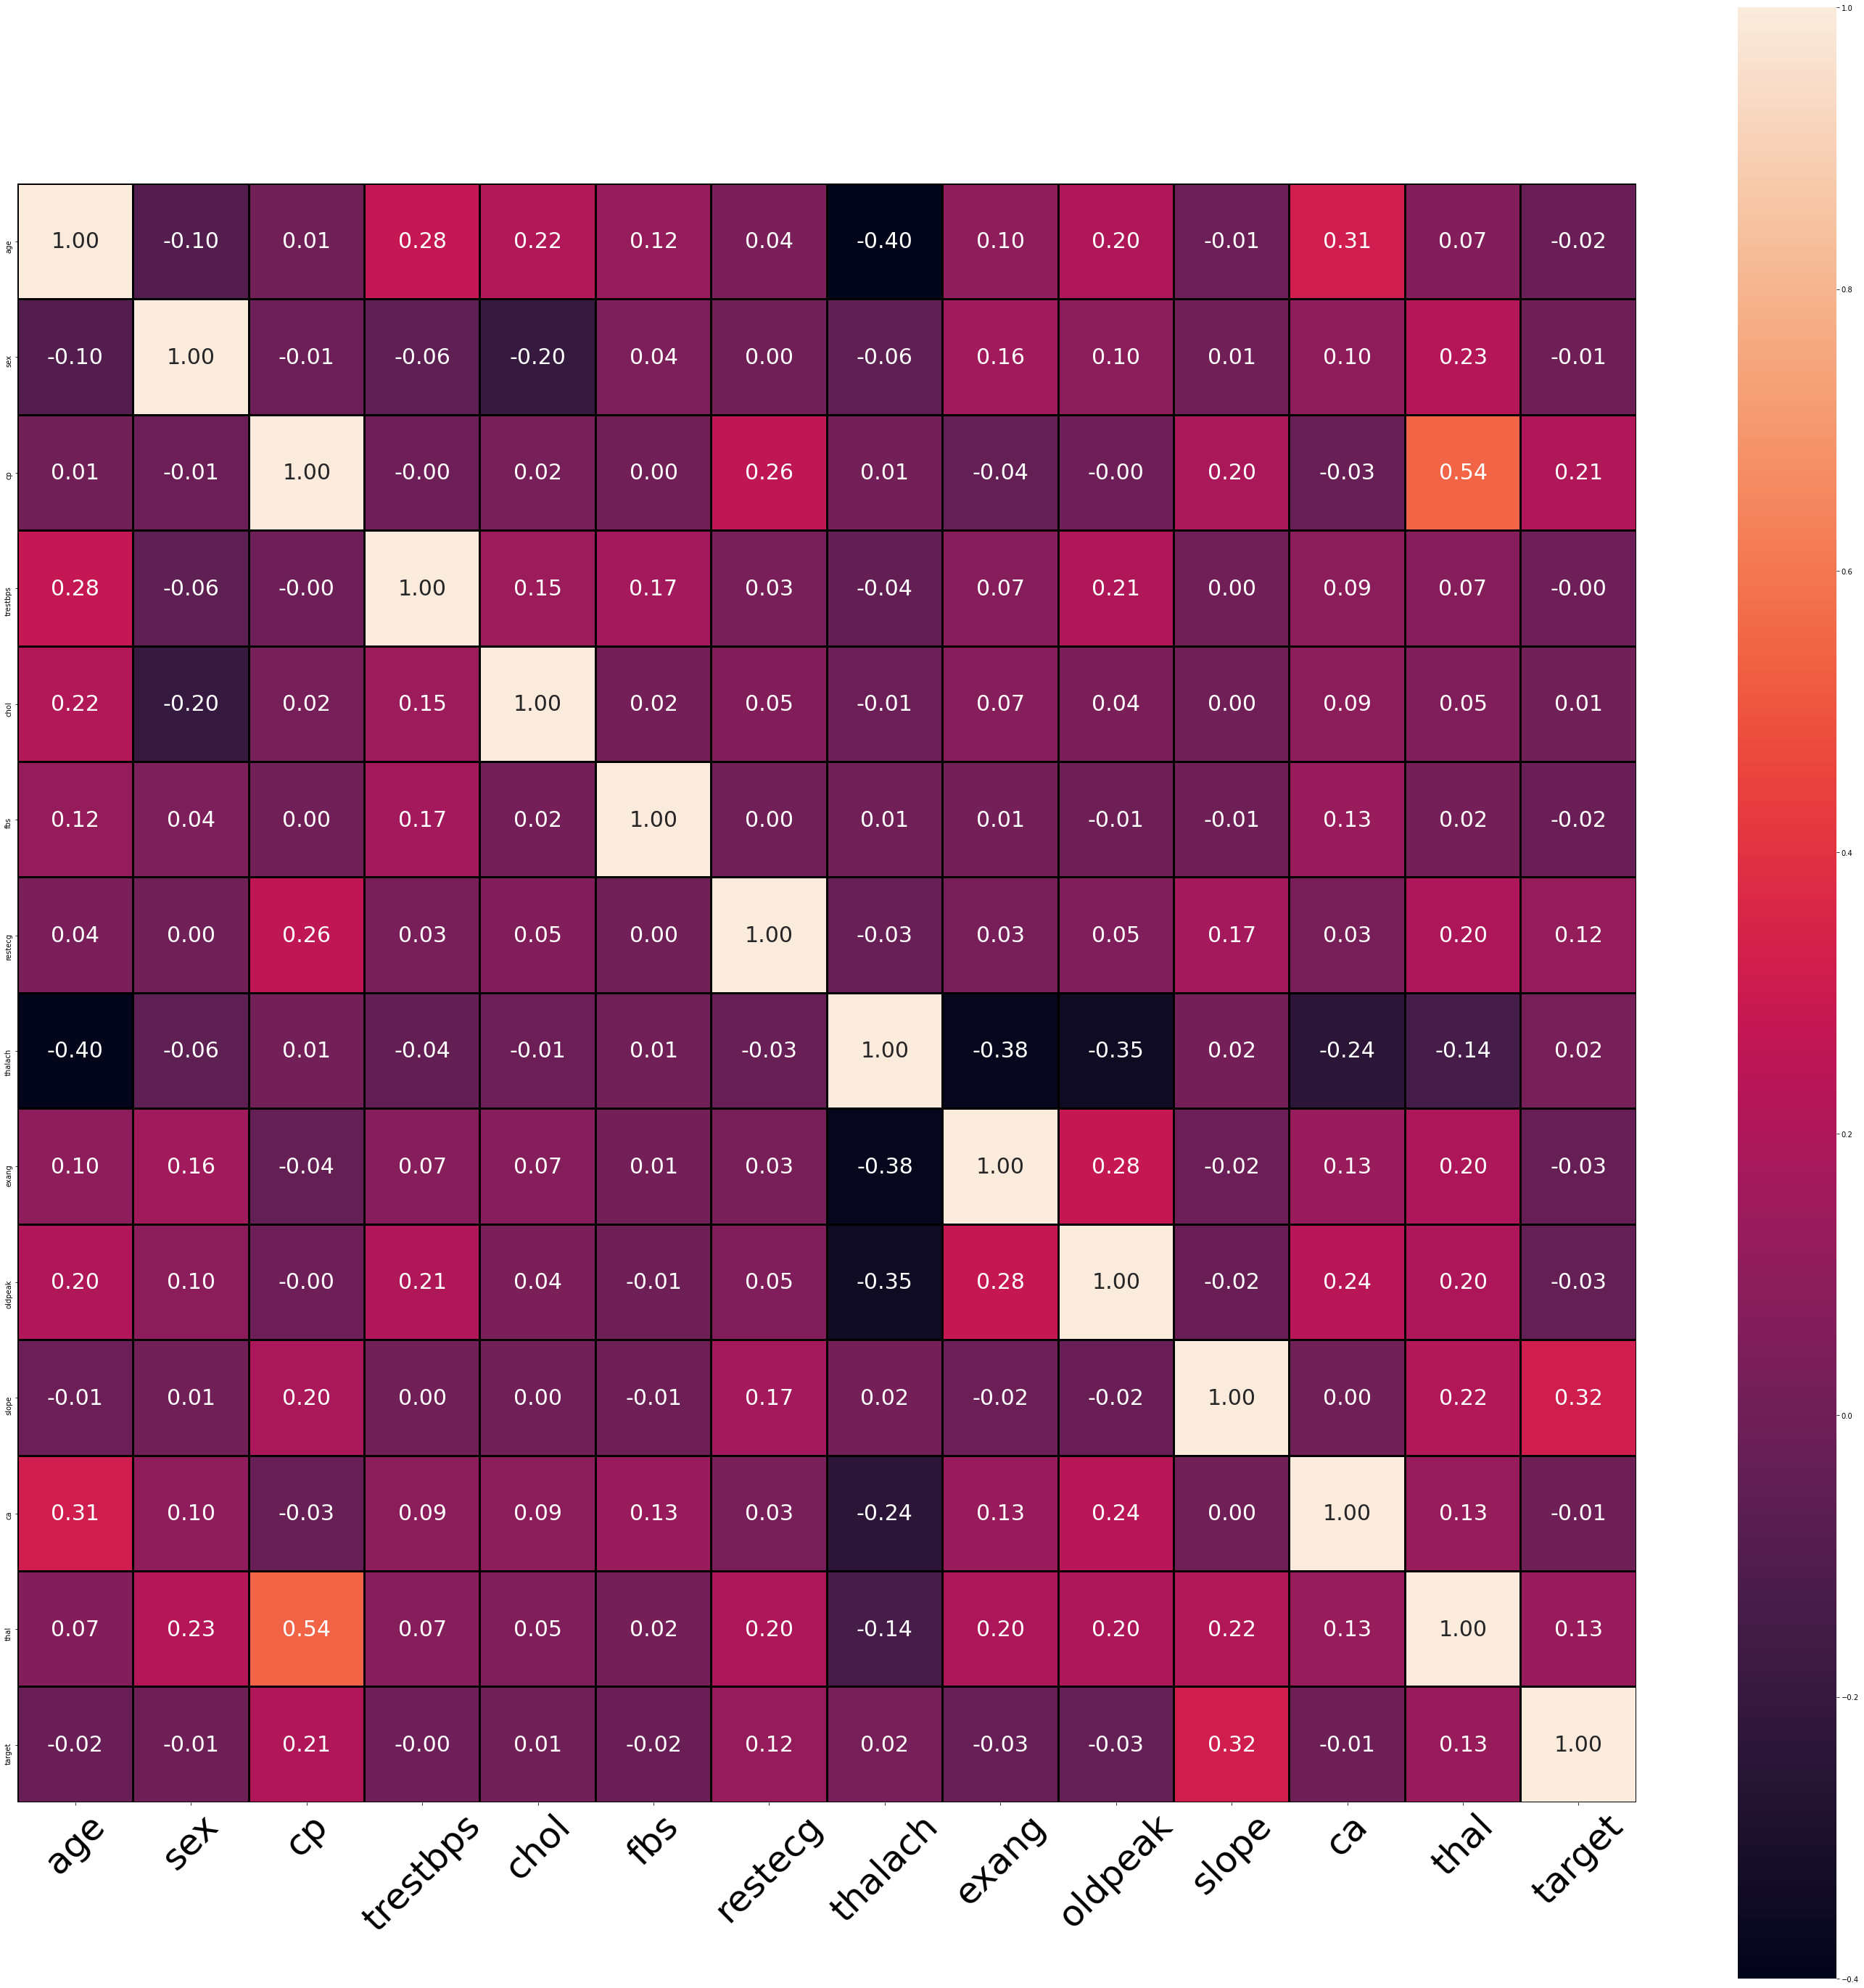 1.0
age 1.00 -0.10 0.01 0.28 0.22 0.12 0.04 -0.40 0.10 0.20 -0.01 0.31 0.07 -0.02
0.8
sex -0.10 1.00 -0.01 -0.06 -0.20 0.04 0.00 -0.06 0.16 0.10 0.01 0.10 0.23 -0.01
cp 0.01 -0.01 1.00 -0.00 0.02 0.00 0.26 0.01 -0.04 -0.00 0.20 -0.03 0.54 0.21
0.6
trestbps 0.28 -0.06 -0.00 1.00 0.15 0.17 0.03 -0.04 0.07 0.21 0.00 0.09 0.07 -0.00
chol 0.22 -0.20 0.02 0.15 1.00 0.02 0.05 -0.01 0.07 0.04 0.00 0.09 0.05 0.01
fbs 0.12 0.04 0.00 0.17 0.02 1.00 0.00 0.01 0.01 -0.01 -0.01 0.13 0.02 -0.02
0.4
restecg 0.04 0.00 0.26 0.03 0.05 0.00 1.00 -0.03 0.03 0.05 0.17 0.03 0.20 0.12
thalach -0.40 -0.06 0.01 -0.04 -0.01 0.01 -0.03 1.00 -0.38 -0.35 0.02 -0.24 -0.14 0.02
0.2
exang 0.10 0.16 -0.04 0.07 0.07 0.01 0.03 -0.38 1.00 0.28 -0.02 0.13 0.20 -0.03
oldpeak 0.20 0.10 -0.00 0.21 0.04 -0.01 0.05 -0.35 0.28 1.00 -0.02 0.24 0.20 -0.03
slope -0.01 0.01 0.20 0.00 0.00 -0.01 0.17 0.02 -0.02 -0.02 1.00 0.00 0.22 0.32
0.0
ca 0.31 0.10 -0.03 0.09 0.09 0.13 0.03 -0.24 0.13 0.24 0.00 1.00 0.13 -0.01
thal 0.07 0.23 0.54 0.07 0.05 0.02 0.20 -0.14 0.20 0.20 0.22 0.13 1.00 0.13
−0.2
target -0.02 -0.01 0.21 -0.00 0.01 -0.02 0.12 0.02 -0.03 -0.03 0.32 -0.01 0.13 1.00
age sex cp trestbps chol fbs restecg thalach exang oldpeak slope ca thal target
−0.4